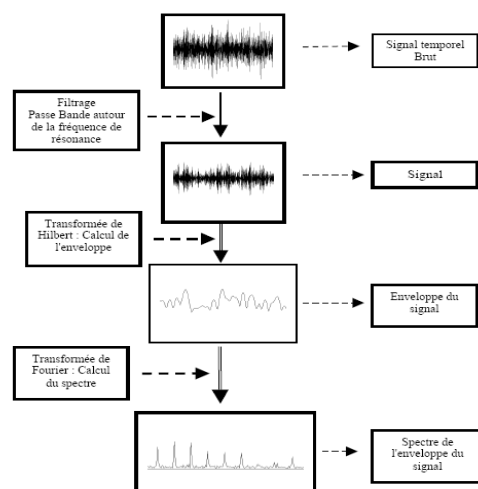 Signal temporel
Brut
Filtrage
Passe Bande autour
de la fréquence de
résonance
Signal
Transformée de
Hilbert : Calcul de
l'enveloppe
Enveloppe du
signal
Transformée de
Fourier : Calcul
du spectre
Spectre de
l'enveloppe du
signal